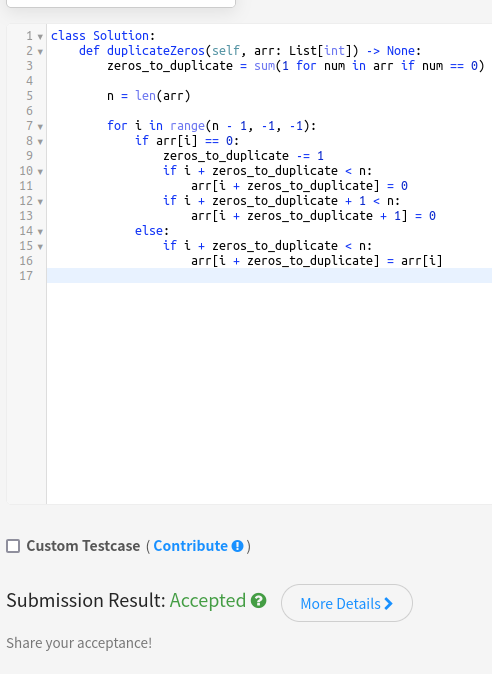 1 class Solution:
2     def duplicateZeros(self, arr: List[int]) -> None:
3         zeros_to_duplicate = sum(1 for num in arr if num == 0)
4
5         n = len(arr)
6
7         for i in range(n - 1, -1, -1):
8             if arr[i] == 0:
9                 zeros_to_duplicate -= 1
10                 if i + zeros_to_duplicate < n:
11                     arr[i + zeros_to_duplicate] = 0
12                 if i + zeros_to_duplicate + 1 < n:
13                     arr[i + zeros_to_duplicate + 1] = 0
14             else:
15                 if i + zeros_to_duplicate < n:
16                     arr[i + zeros_to_duplicate] = arr[i]
17
Custom Testcase ( Contribute )
Submission Result: Accepted More Details
Share your acceptance!